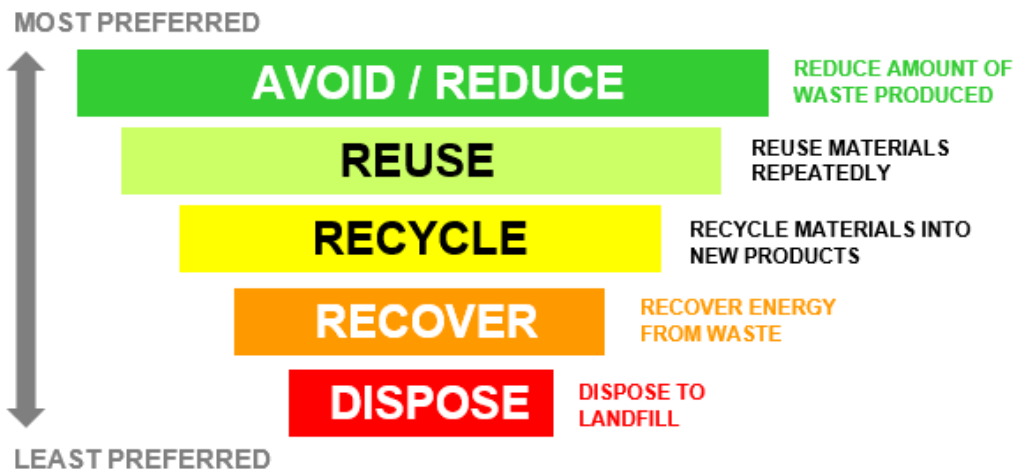 MOST PREFERRED
AVOID / REDUCE
REDUCE AMOUNT OF
WASTE PRODUCED
REUSE
REUSE MATERIALS
REPEATEDLY
RECYCLE
RECYCLE MATERIALS INTO
NEW PRODUCTS
RECOVER
RECOVER ENERGY
FROM WASTE
DISPOSE
DISPOSE TO
LANDFILL
LEAST PREFERRED